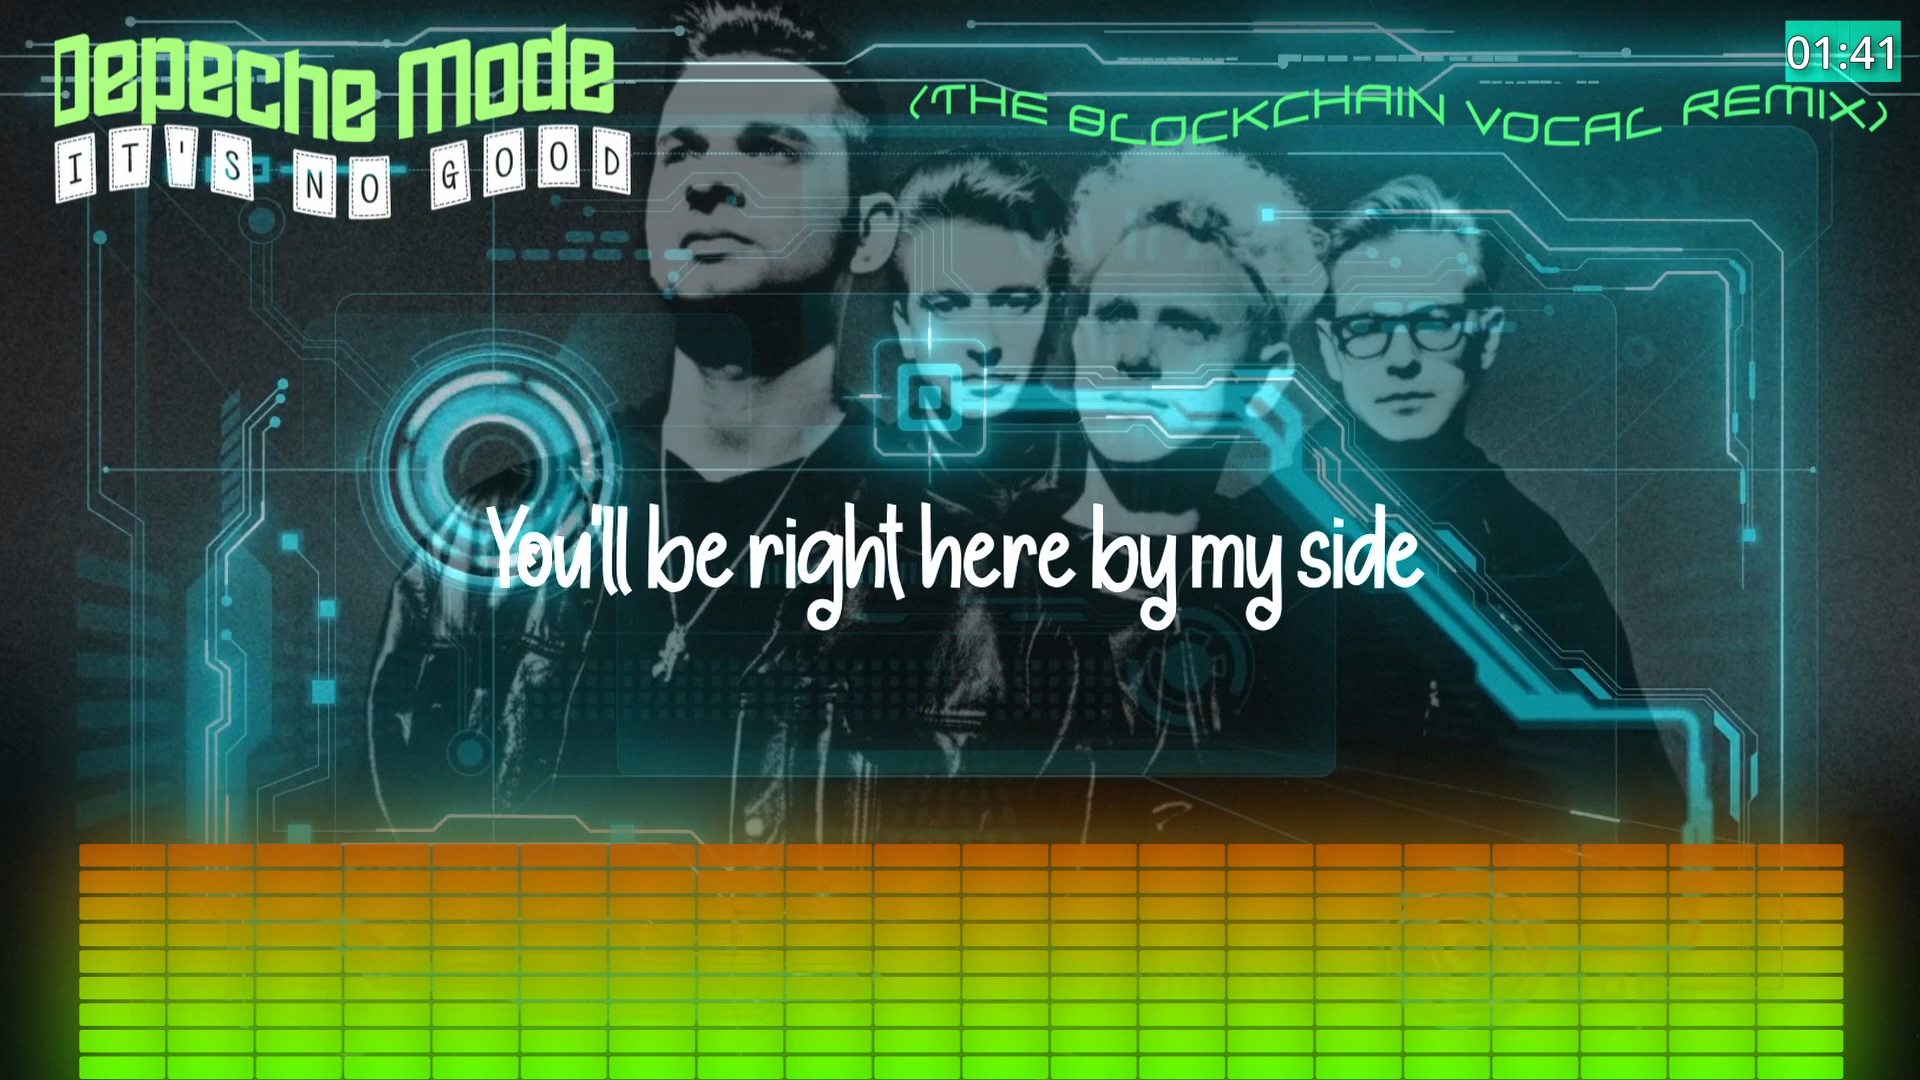 Depeche Mode
IT'S NO GOOD
(THE BLOCKCHAIN VOCAL REMIX)
01:41
You'll be right here by my side